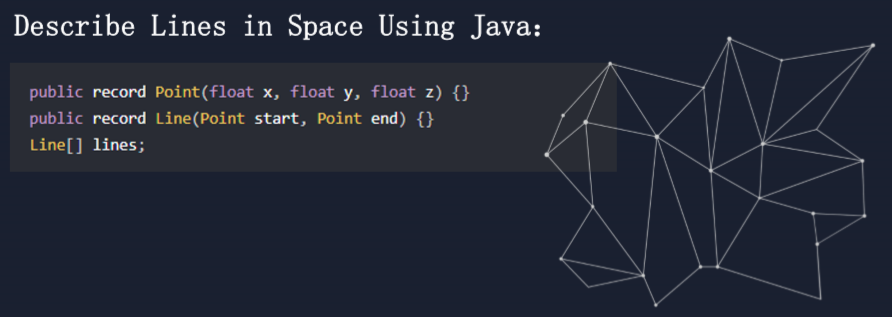 Describe Lines in Space Using Java:
public record Point(float x, float y, float z) {}
public record Line(Point start, Point end) {}
Line[] lines;